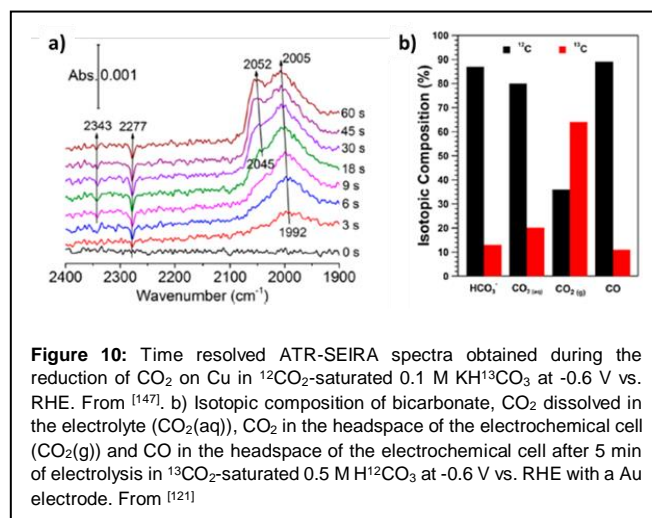 a)
Abs. 0.001
2343
2277
2052
2005
2045
1992
60 s
45 s
30 s
18 s
9 s
6 s
3 s
0 s
2400 2300 2200 2100 2000 1900
Wavenumber (cm⁻¹)
b)
¹²C ¹³C
100
90
80
70
60
50
40
30
20
10
0
Isotopic Composition (%)
HCO₃⁻ CO₂ (aq) CO₂ (g) CO
Figure 10: Time resolved ATR-SEIRA spectra obtained during the
reduction of CO₂ on Cu in ¹²CO₂-saturated 0.1 M KH¹³CO₃ at -0.6 V vs.
RHE. From [147]. b) Isotopic composition of bicarbonate, CO₂ dissolved in
the electrolyte (CO₂(aq)), CO₂ in the headspace of the electrochemical cell
(CO₂(g)) and CO in the headspace of the electrochemical cell after 5 min
of electrolysis in ¹³CO₂-saturated 0.5 M H¹²CO₃ at -0.6 V vs. RHE with a Au
electrode. From [121]